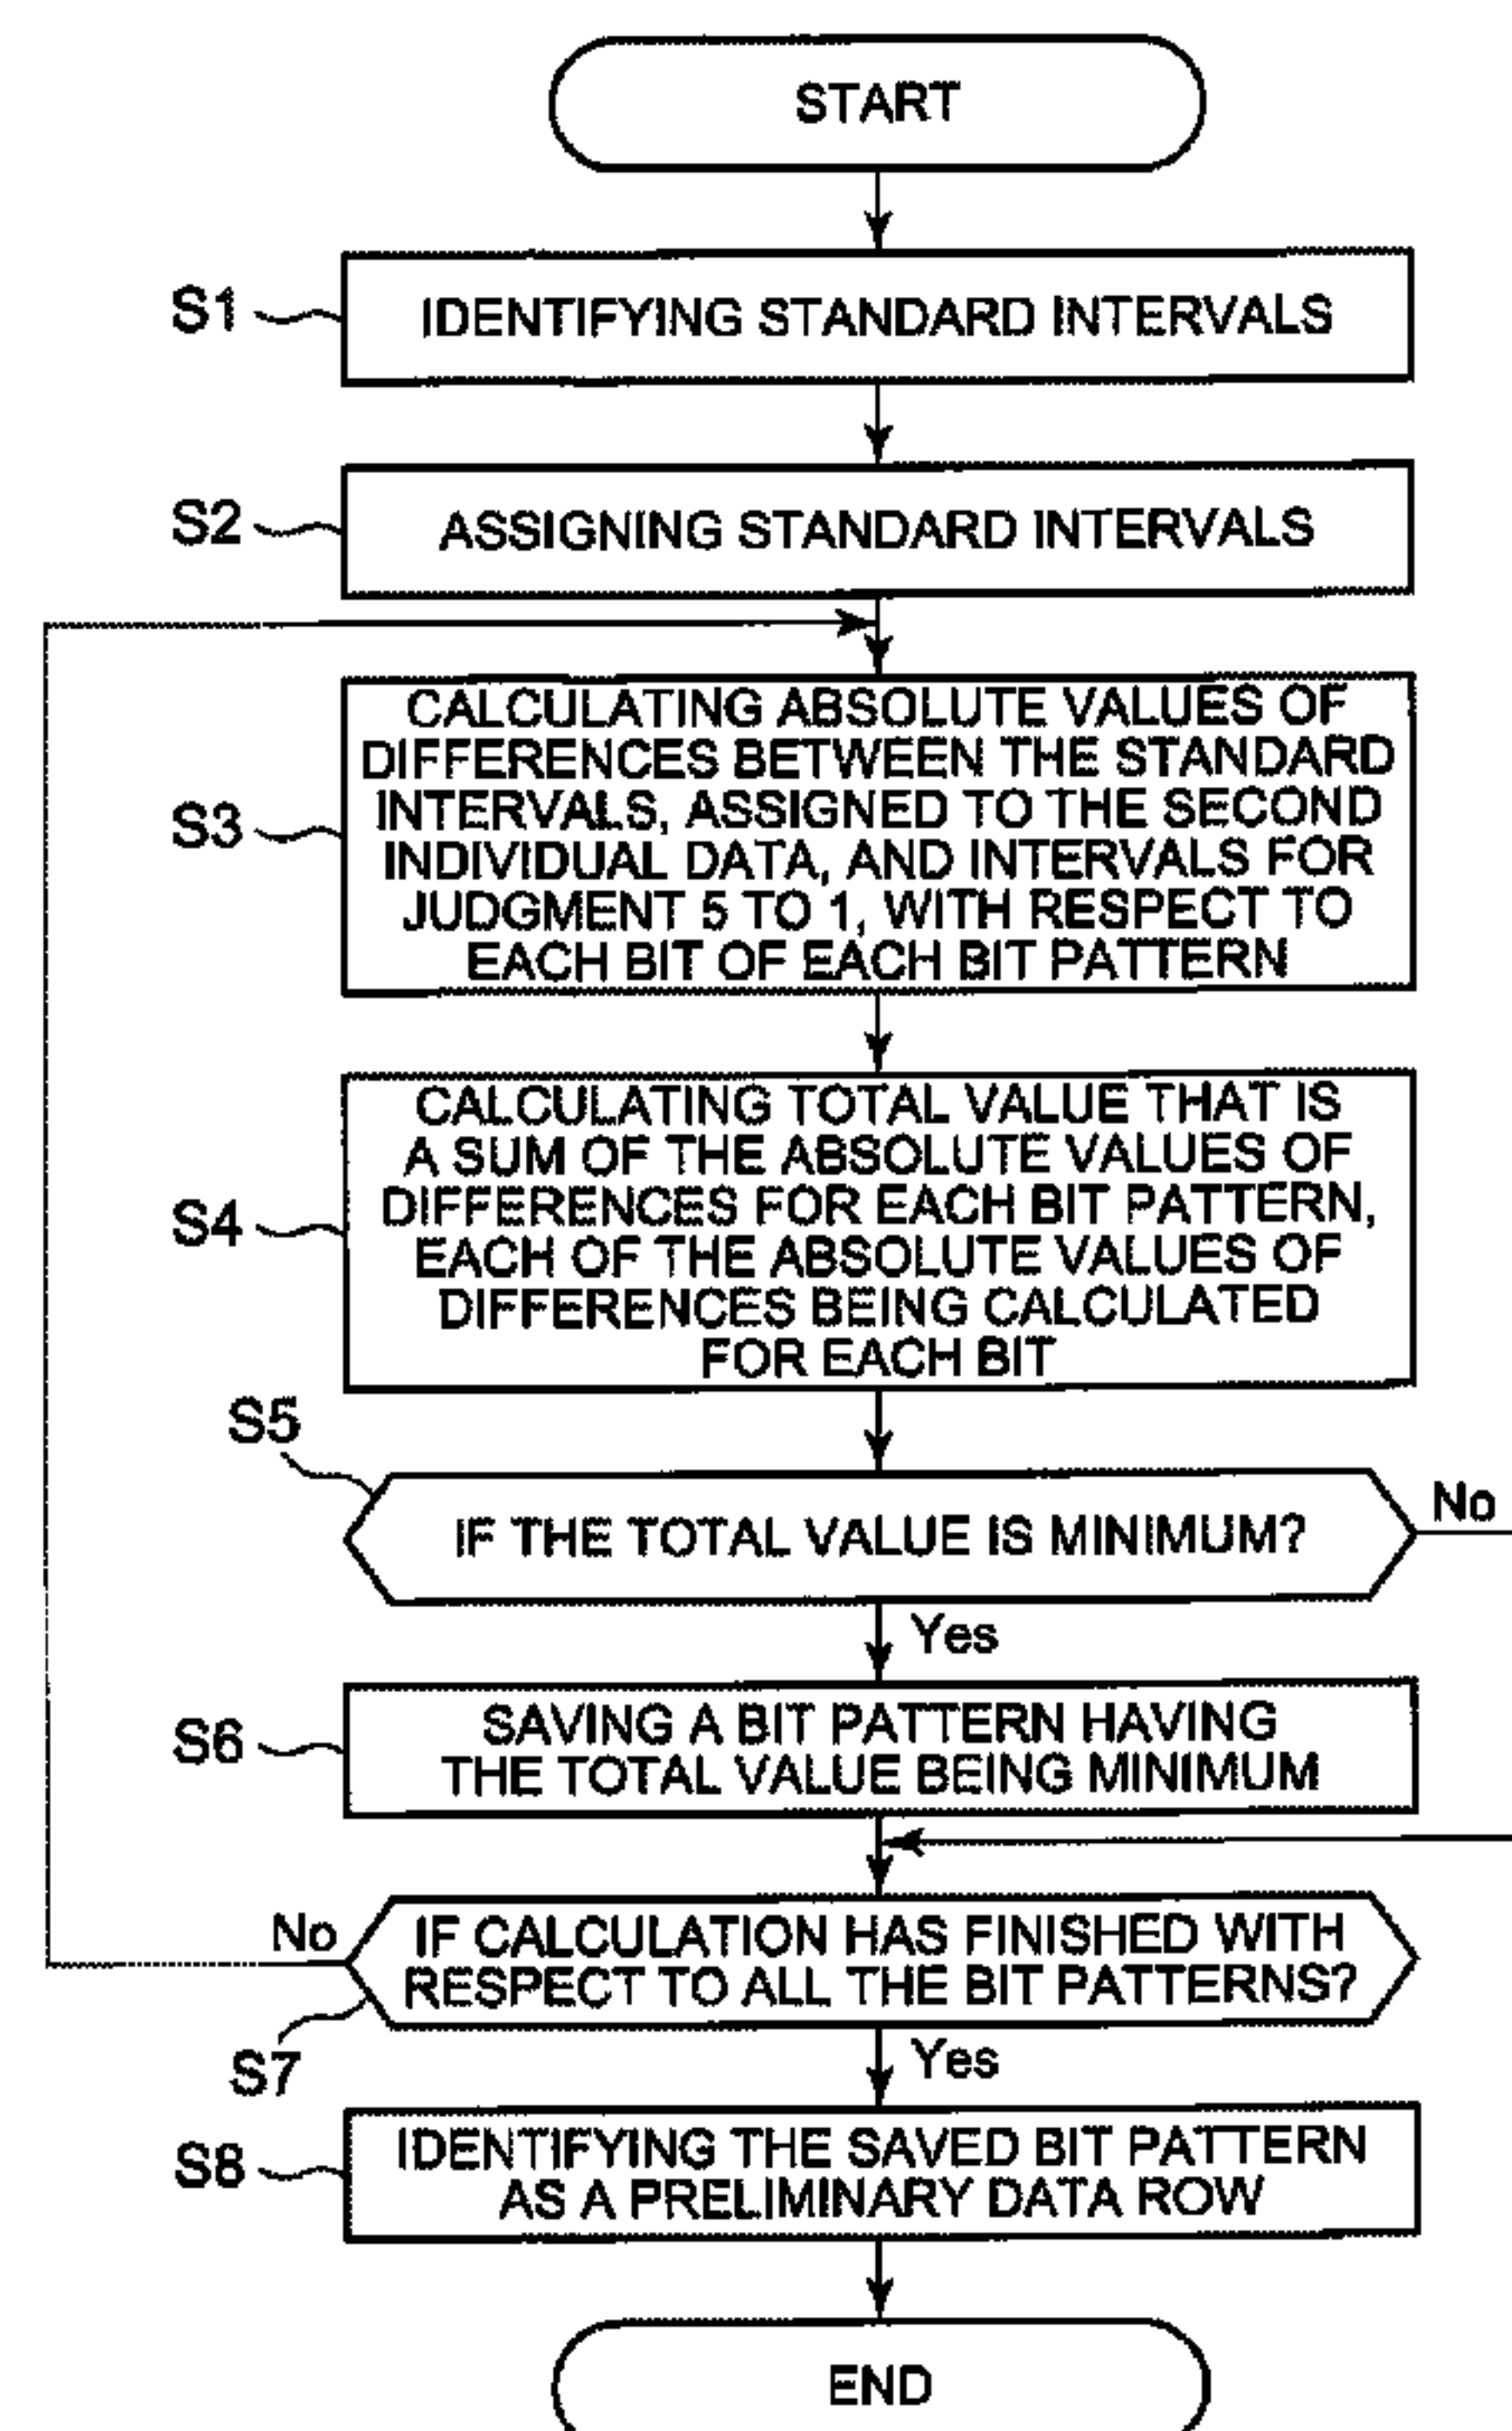 START
S1
IDENTIFYING STANDARD INTERVALS
S2
ASSIGNING STANDARD INTERVALS
S3
CALCULATING ABSOLUTE VALUES OF
DIFFERENCES BETWEEN THE STANDARD
INTERVALS, ASSIGNED TO THE SECOND
INDIVIDUAL DATA, AND INTERVALS FOR
JUDGMENT 5 TO 1, WITH RESPECT TO
EACH BIT OF EACH BIT PATTERN
S4
CALCULATING TOTAL VALUE THAT IS
A SUM OF THE ABSOLUTE VALUES OF
DIFFERENCES FOR EACH BIT PATTERN,
EACH OF THE ABSOLUTE VALUES OF
DIFFERENCES BEING CALCULATED
FOR EACH BIT
S5
IF THE TOTAL VALUE IS MINIMUM?
No
Yes
S6
SAVING A BIT PATTERN HAVING
THE TOTAL VALUE BEING MINIMUM
No
IF CALCULATION HAS FINISHED WITH
RESPECT TO ALL THE BIT PATTERNS?
S7
Yes
S8
IDENTIFYING THE SAVED BIT PATTERN
AS A PRELIMINARY DATA ROW
END